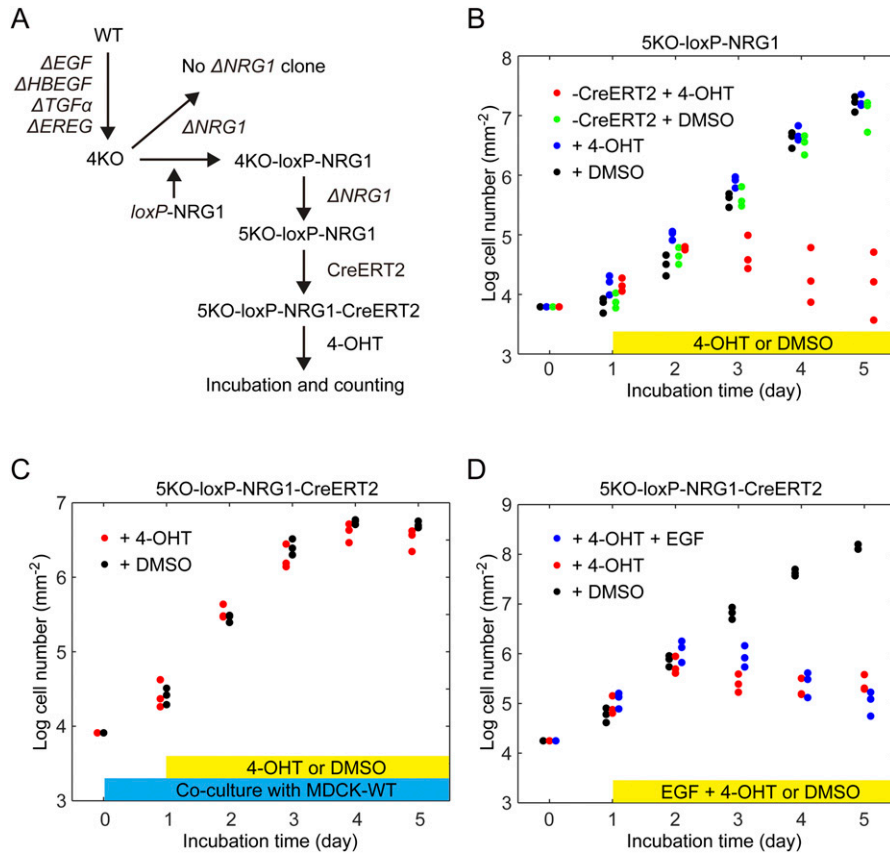 A
WT
ΔEGF
ΔHBEGF
ΔTGFα
ΔEREG
No ΔNRG1 clone
ΔNRG1
4KO
4KO-loxP-NRG1
loxP-NRG1
ΔNRG1
5KO-loxP-NRG1
CreERT2
5KO-loxP-NRG1-CreERT2
4-OHT
Incubation and counting
B
5KO-loxP-NRG1
8
7
6
5
4
3
Log cell number (mm-2)
-CreERT2 + 4-OHT
-CreERT2 + DMSO
+ 4-OHT
+ DMSO
4-OHT or DMSO
0 1 2 3 4 5
Incubation time (day)
C
5KO-loxP-NRG1-CreERT2
7
6
5
4
3
Log cell number (mm-2)
+ 4-OHT
+ DMSO
4-OHT or DMSO
Co-culture with MDCK-WT
0 1 2 3 4 5
Incubation time (day)
D
5KO-loxP-NRG1-CreERT2
9
8
7
6
5
4
3
Log cell number (mm-2)
+ 4-OHT + EGF
+ 4-OHT
+ DMSO
EGF + 4-OHT or DMSO
0 1 2 3 4 5
Incubation time (day)